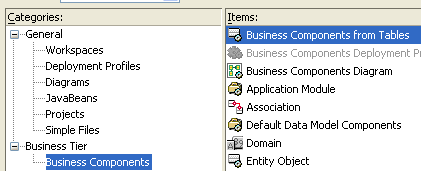 Categories:
General
Workspaces
Deployment Profiles
Diagrams
JavaBeans
Projects
Simple Files
Business Tier
Business Components
Items:
Business Components from Tables
Business Components Deployment Pr
Business Components Diagram
Application Module
Association
Default Data Model Components
Domain
Entity Object